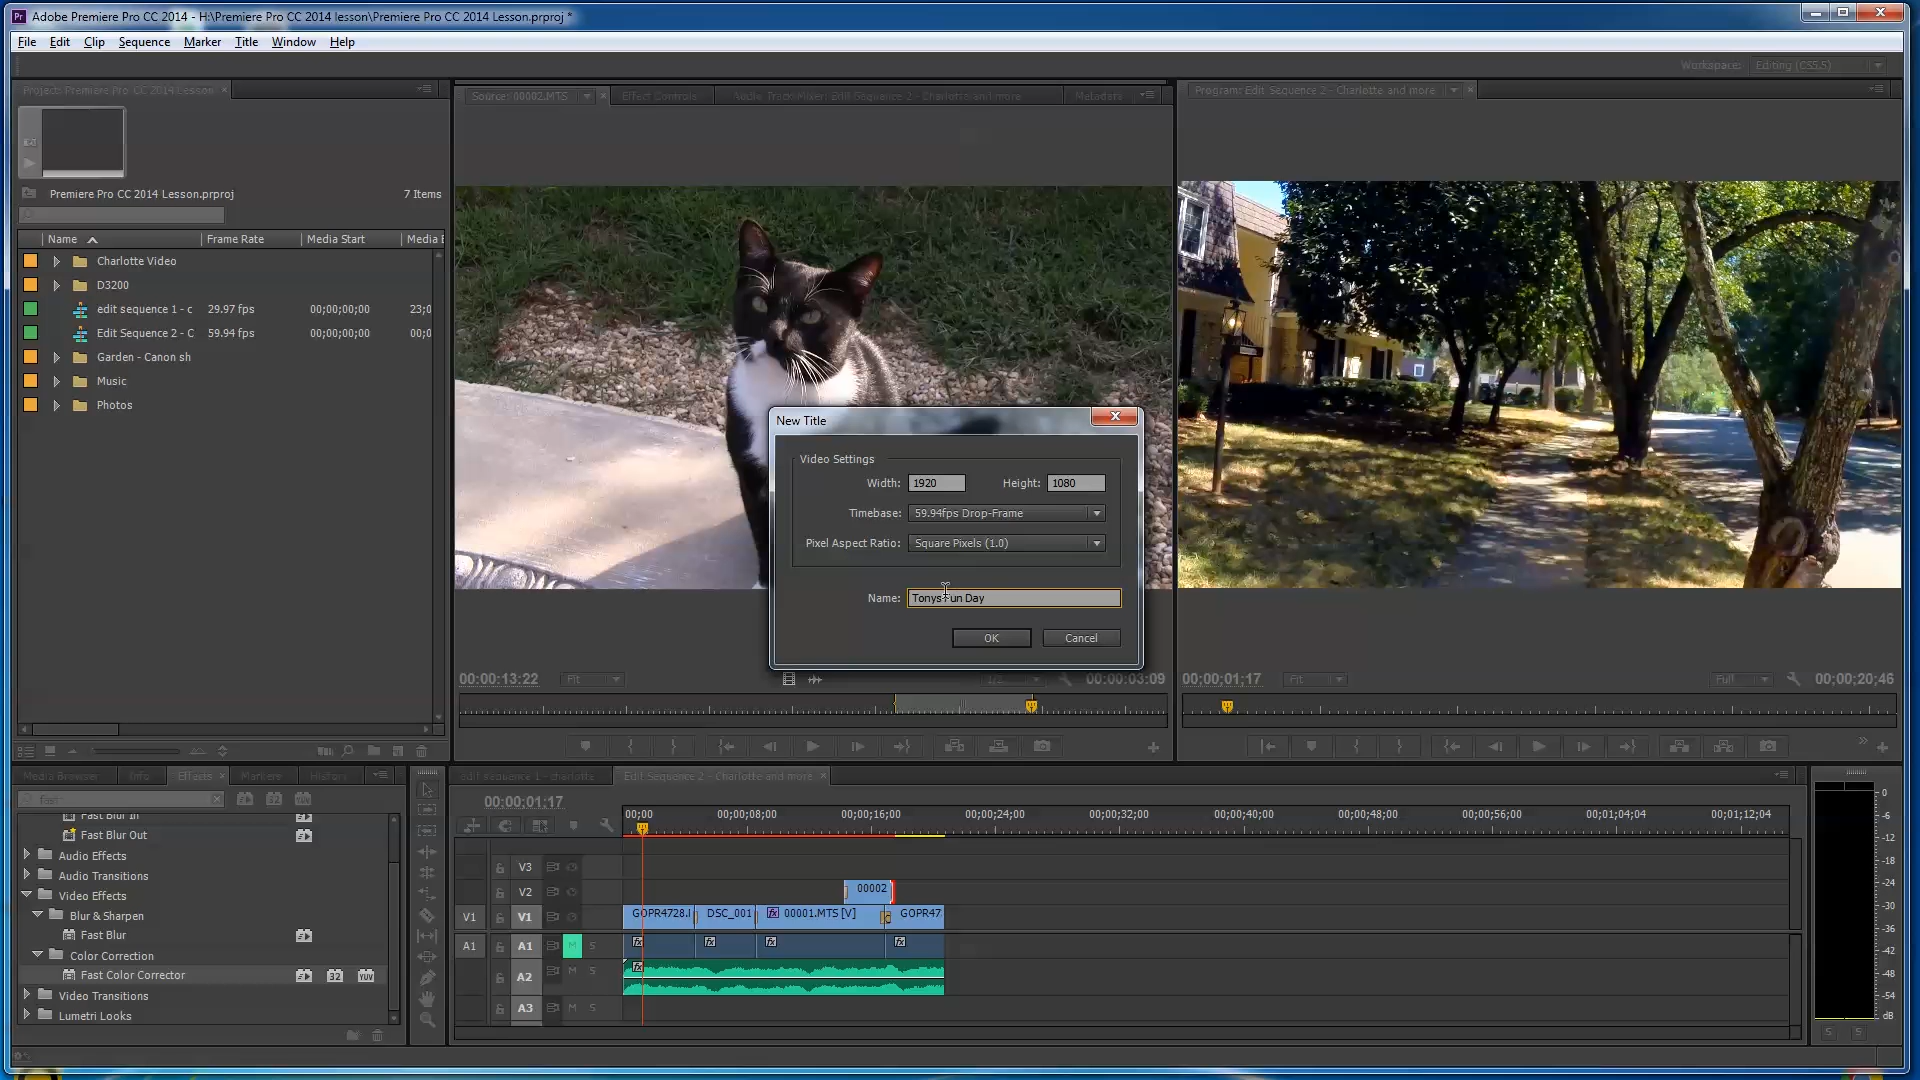 Adobe Premiere Pro CC 2014 - H:\Premiere Pro CC 2014 lesson\Premiere Pro CC 2014 Lesson.prproj *
File Edit Clip Sequence Marker Title Window Help
Workspace: Editing (CS5.5)
Project: Premiere Pro CC 2014 Lesson
Source: 00002.MTS Effect Controls Audio Track Mixer: Edit Sequence 2 - Charlotte and more Metadata
Program: Edit Sequence 2 - Charlotte and more
Premiere Pro CC 2014 Lesson.prproj 7 Items
Name Frame Rate Media Start Media E
Charlotte Video
D3200
edit sequence 1 - c 29.97 fps 00;00;00;00 23;0
Edit Sequence 2 - C 59.94 fps 00;00;00;00 00;0
Garden - Canon sh
Music
Photos
New Title
Video Settings
Width: 1920 Height: 1080
Timebase: 59.94fps Drop-Frame
Pixel Aspect Ratio: Square Pixels (1.0)
Name: Tonys Fun Day
OK Cancel
00:00:13:22 Fit 1/2 00:00:03:09
00;00;01;17 Fit Full 00;00;20;46
Media Browser Info Effects Markers History
fast
Fast Blur In
Fast Blur Out
Audio Effects
Audio Transitions
Video Effects
Blur & Sharpen
Fast Blur
Color Correction
Fast Color Corrector 32 YUV
Video Transitions
Lumetri Looks
edit sequence 1 - charlotte Edit Sequence 2 - Charlotte and more
00;00;01;17
00;00 00;00;08;00 00;00;16;00 00;00;24;00 00;00;32;00 00;00;40;00 00;00;48;00 00;00;56;00 00;01;04;04 00;01;12;04
V3
V2 00002
V1 V1 GOPR4728.I DSC_001 fx 00001.MTS [V] GOPR47
A1 A1 M S fx fx fx fx
A2 M S fx
A3 M S
0
-6
-12
-18
-24
-30
-36
-42
-48
-54
dB
S S